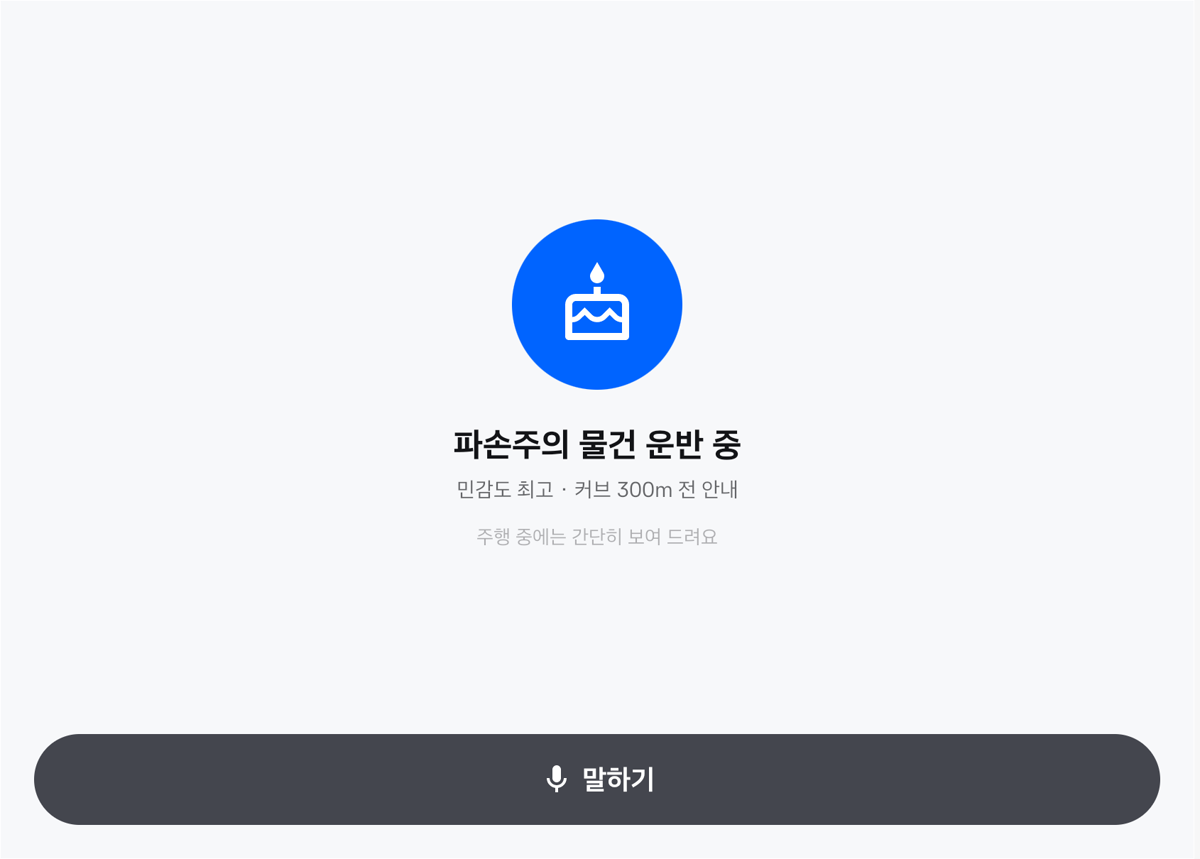 파손주의 물건 운반 중
민감도 최고 · 커브 300m 전 안내
주행 중에는 간단히 보여 드려요
말하기